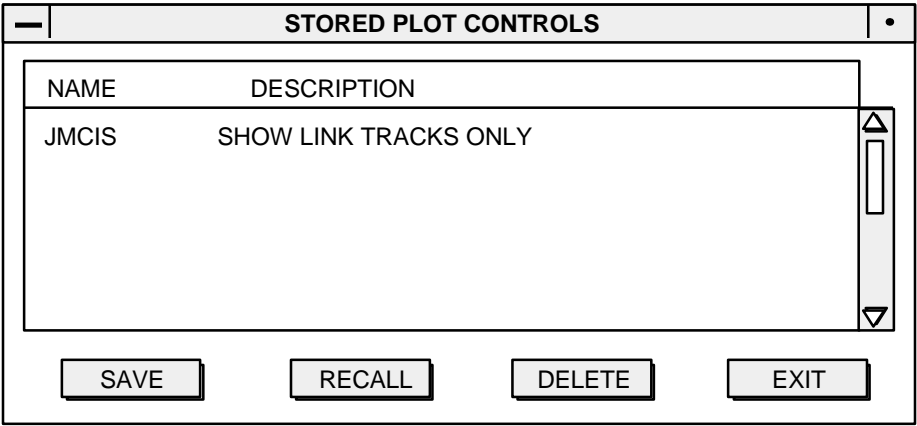 STORED PLOT CONTROLS
NAME DESCRIPTION
JMCIS SHOW LINK TRACKS ONLY
SAVE RECALL DELETE EXIT